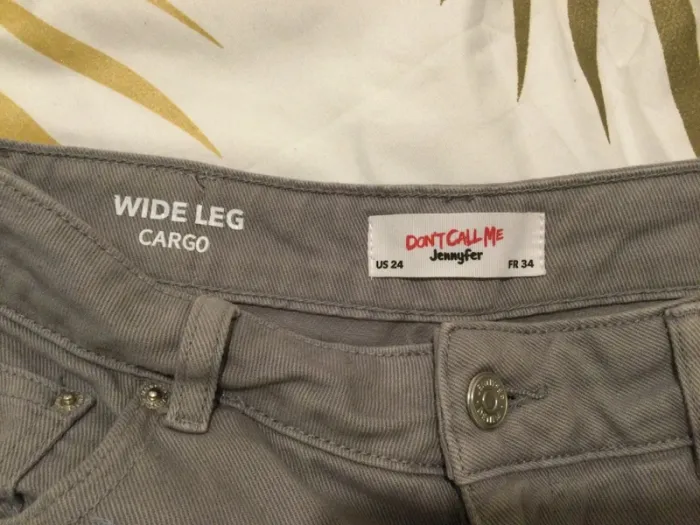 WIDE LEG
CARGO
DON'T CALL ME
Jennyfer
US 24 FR 34